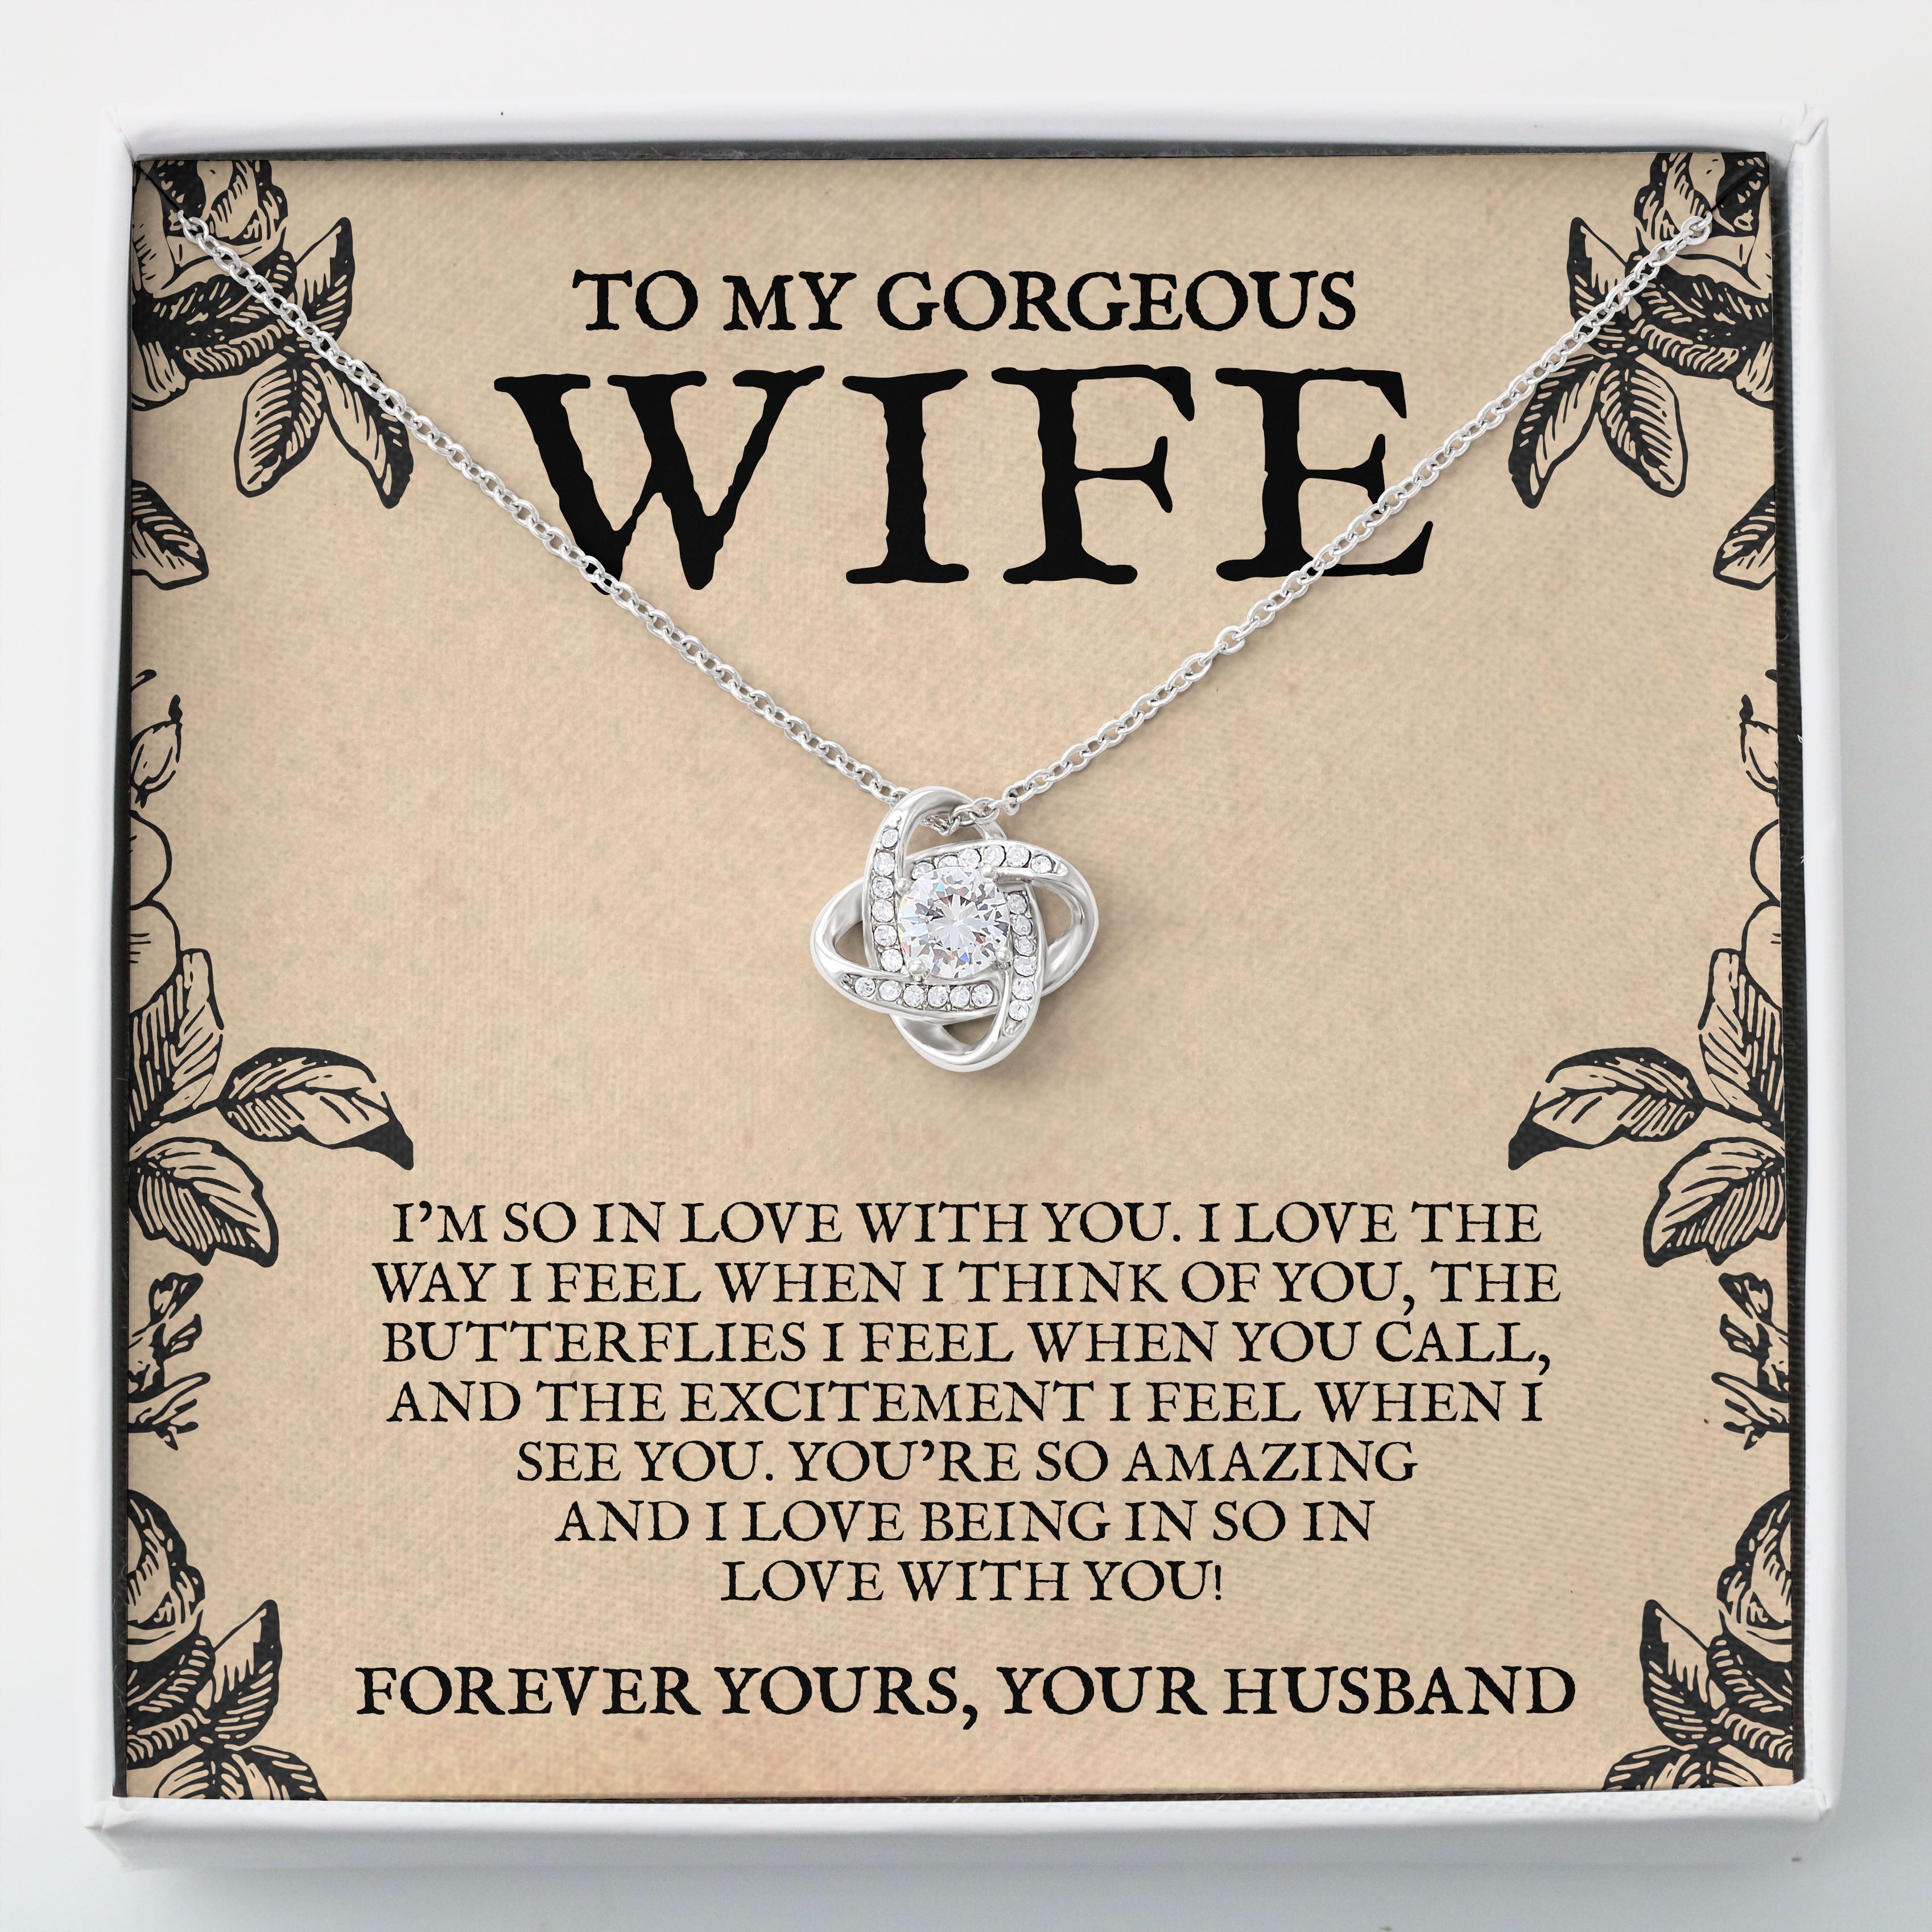 TO MY GORGEOUS
WIFE
I'M SO IN LOVE WITH YOU. I LOVE THE
WAY I FEEL WHEN I THINK OF YOU, THE
BUTTERFLIES I FEEL WHEN YOU CALL,
AND THE EXCITEMENT I FEEL WHEN I
SEE YOU. YOU'RE SO AMAZING
AND I LOVE BEING IN SO IN
LOVE WITH YOU!
FOREVER YOURS, YOUR HUSBAND